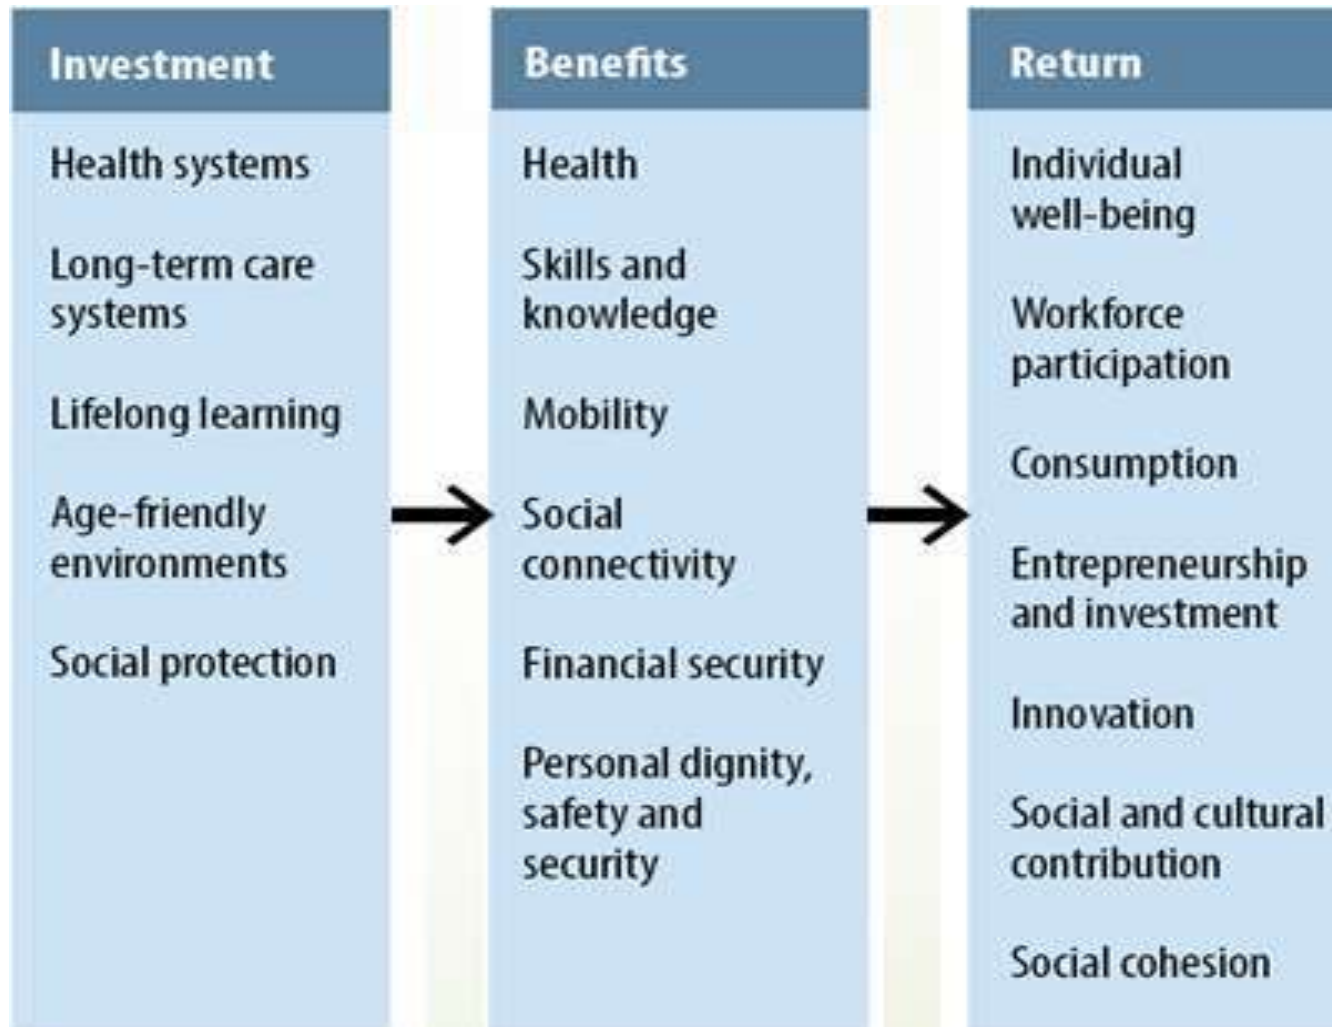 Investment
Health systems
Long-term care
systems
Lifelong learning
Age-friendly
environments
Social protection
Benefits
Health
Skills and
knowledge
Mobility
Social
connectivity
Financial security
Personal dignity,
safety and
security
Return
Individual
well-being
Workforce
participation
Consumption
Entrepreneurship
and investment
Innovation
Social and cultural
contribution
Social cohesion